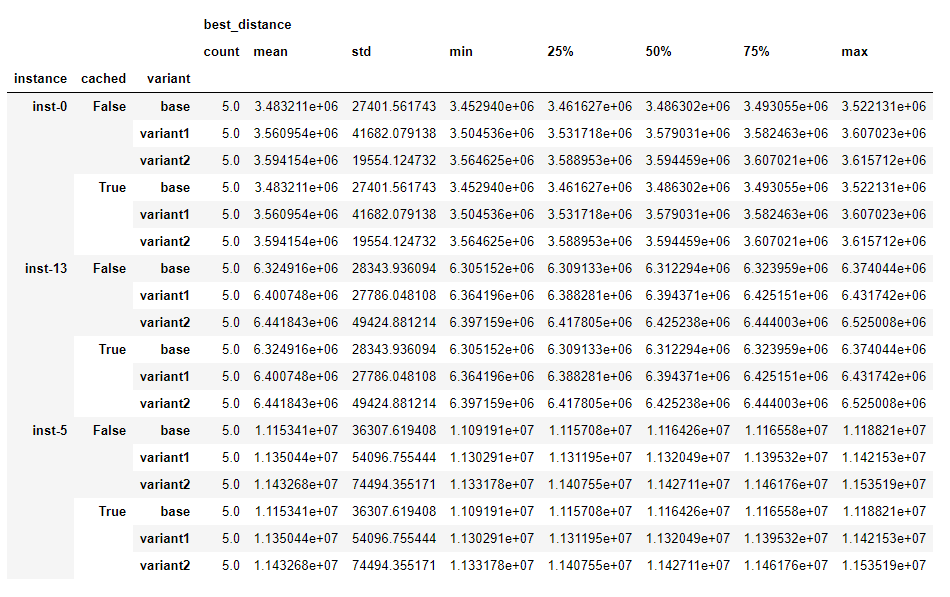 best_distance
count mean std min 25% 50% 75% max
instance cached variant
inst-0 False base 5.0 3.483211e+06 27401.561743 3.452940e+06 3.461627e+06 3.486302e+06 3.493055e+06 3.522131e+06
variant1 5.0 3.560954e+06 41682.079138 3.504536e+06 3.531718e+06 3.579031e+06 3.582463e+06 3.607023e+06
variant2 5.0 3.594154e+06 19554.124732 3.564625e+06 3.588953e+06 3.594459e+06 3.607021e+06 3.615712e+06
True base 5.0 3.483211e+06 27401.561743 3.452940e+06 3.461627e+06 3.486302e+06 3.493055e+06 3.522131e+06
variant1 5.0 3.560954e+06 41682.079138 3.504536e+06 3.531718e+06 3.579031e+06 3.582463e+06 3.607023e+06
variant2 5.0 3.594154e+06 19554.124732 3.564625e+06 3.588953e+06 3.594459e+06 3.607021e+06 3.615712e+06
inst-13 False base 5.0 6.324916e+06 28343.936094 6.305152e+06 6.309133e+06 6.312294e+06 6.323959e+06 6.374044e+06
variant1 5.0 6.400748e+06 27786.048108 6.364196e+06 6.388281e+06 6.394371e+06 6.425151e+06 6.431742e+06
variant2 5.0 6.441843e+06 49424.881214 6.397159e+06 6.417805e+06 6.425238e+06 6.444003e+06 6.525008e+06
True base 5.0 6.324916e+06 28343.936094 6.305152e+06 6.309133e+06 6.312294e+06 6.323959e+06 6.374044e+06
variant1 5.0 6.400748e+06 27786.048108 6.364196e+06 6.388281e+06 6.394371e+06 6.425151e+06 6.431742e+06
variant2 5.0 6.441843e+06 49424.881214 6.397159e+06 6.417805e+06 6.425238e+06 6.444003e+06 6.525008e+06
inst-5 False base 5.0 1.115341e+07 36307.619408 1.109191e+07 1.115708e+07 1.116426e+07 1.116558e+07 1.118821e+07
variant1 5.0 1.135044e+07 54096.755444 1.130291e+07 1.131195e+07 1.132049e+07 1.139532e+07 1.142153e+07
variant2 5.0 1.143268e+07 74494.355171 1.133178e+07 1.140755e+07 1.142711e+07 1.146176e+07 1.153519e+07
True base 5.0 1.115341e+07 36307.619408 1.109191e+07 1.115708e+07 1.116426e+07 1.116558e+07 1.118821e+07
variant1 5.0 1.135044e+07 54096.755444 1.130291e+07 1.131195e+07 1.132049e+07 1.139532e+07 1.142153e+07
variant2 5.0 1.143268e+07 74494.355171 1.133178e+07 1.140755e+07 1.142711e+07 1.146176e+07 1.153519e+07